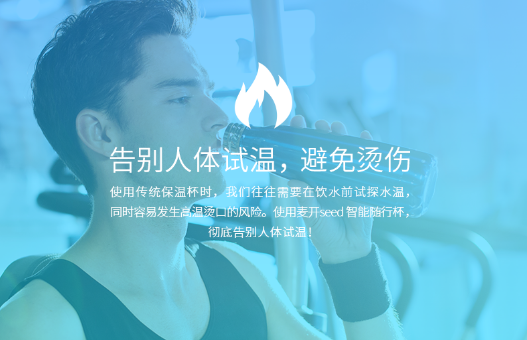 告别人体试温，避免烫伤
使用传统保温杯时，我们往往需要在饮水前试探水温，
同时容易发生高温烫口的风险。使用麦开seed 智能随行杯，
彻底告别人体试温！